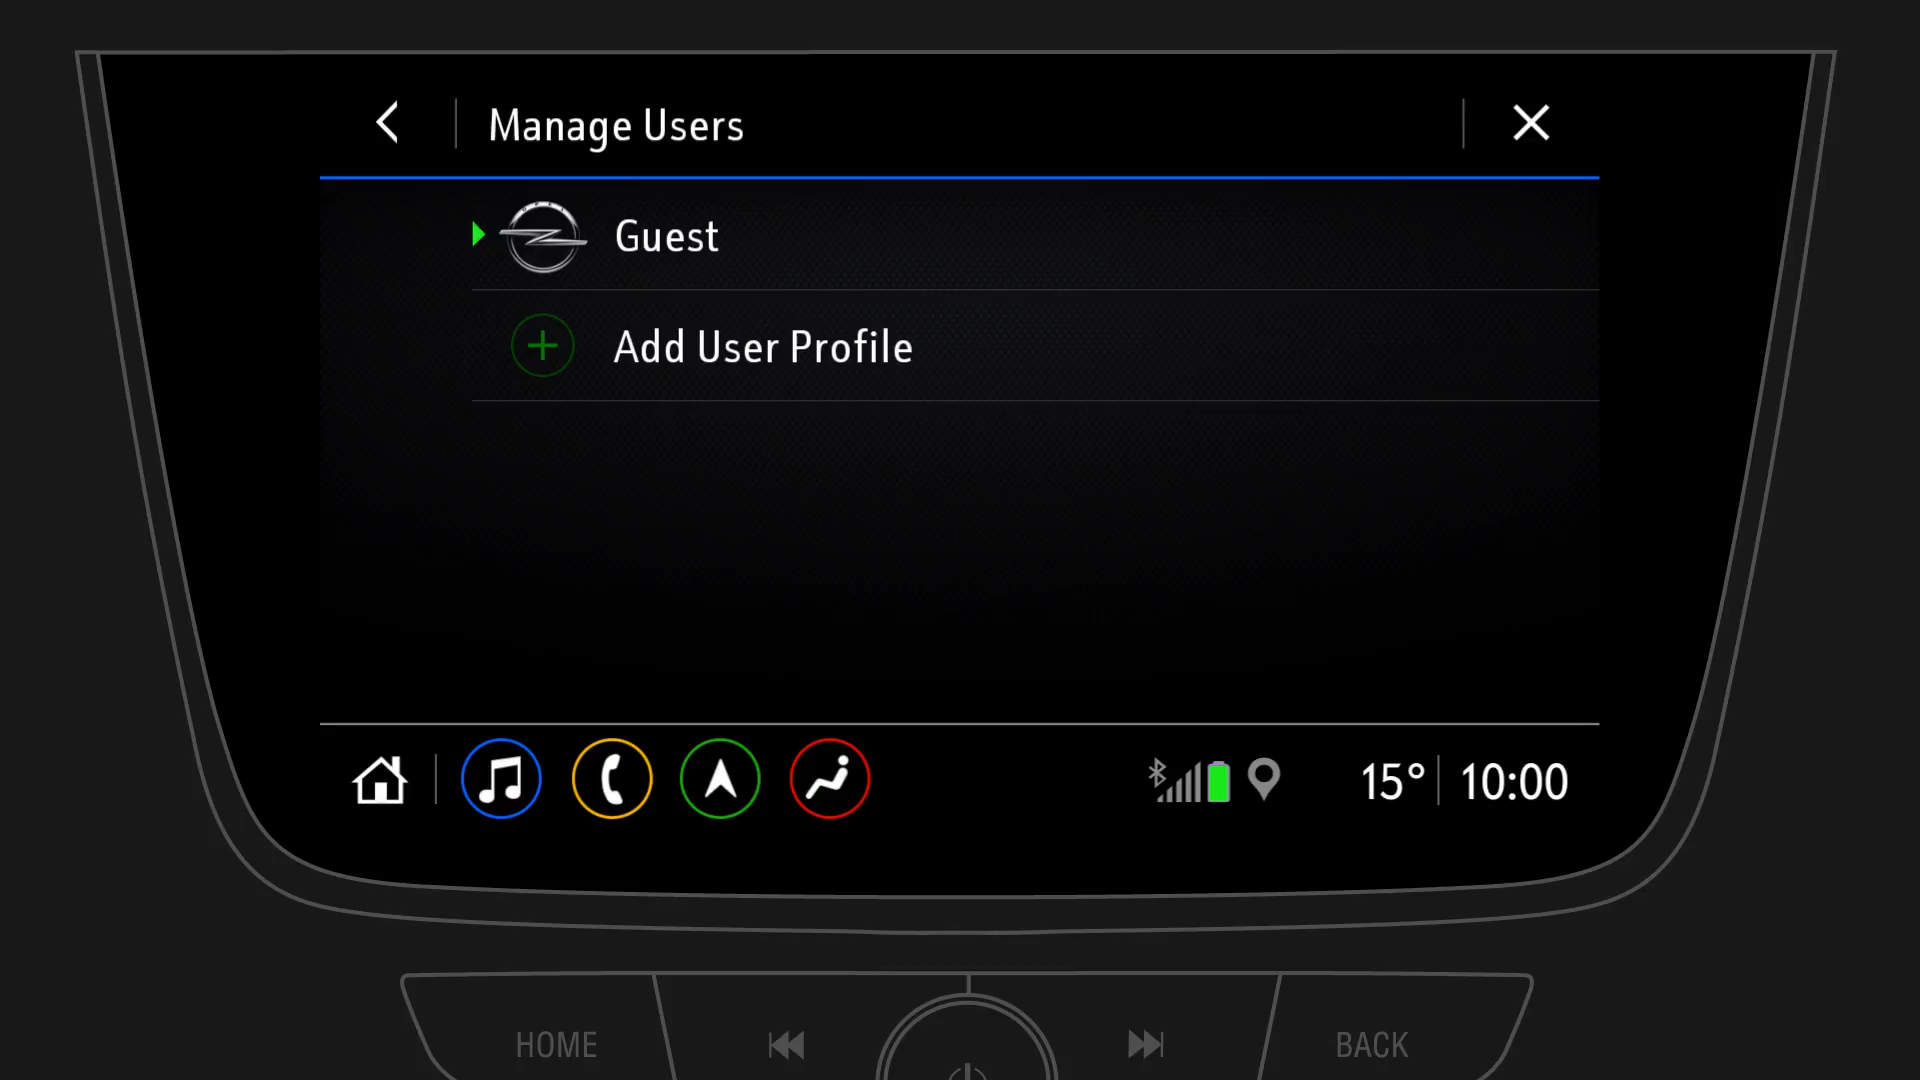 Manage Users
Guest
Add User Profile
15° 10:00
HOME
BACK